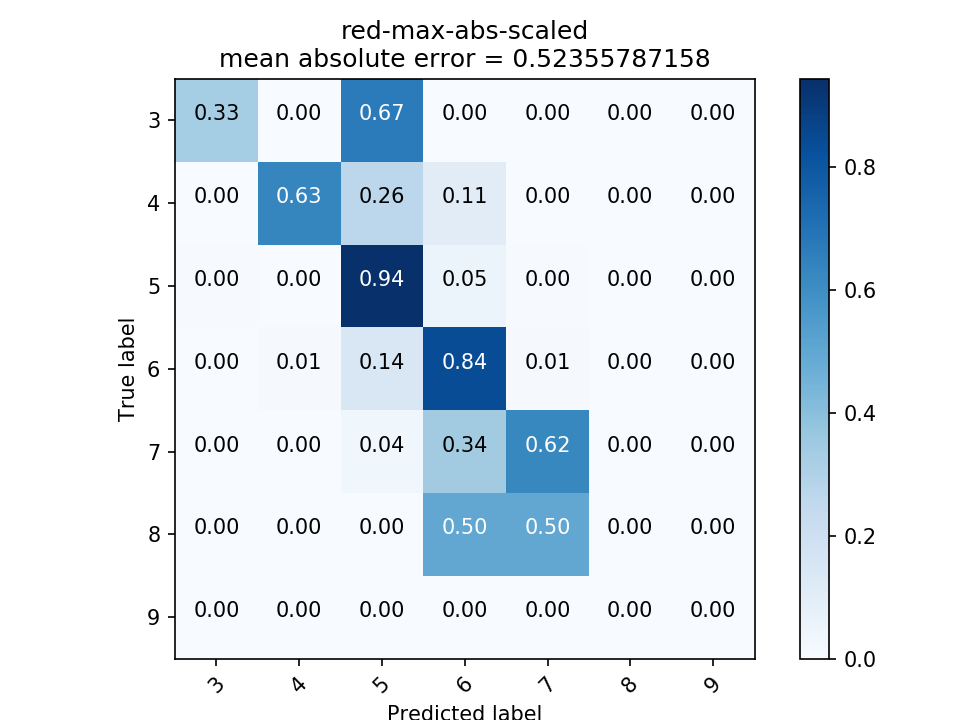 red-max-abs-scaled
mean absolute error = 0.52355787158
3 0.33 0.00 0.67 0.00 0.00 0.00 0.00
4 0.00 0.63 0.26 0.11 0.00 0.00 0.00
5 0.00 0.00 0.94 0.05 0.00 0.00 0.00
6 0.00 0.01 0.14 0.84 0.01 0.00 0.00
7 0.00 0.00 0.04 0.34 0.62 0.00 0.00
8 0.00 0.00 0.00 0.50 0.50 0.00 0.00
9 0.00 0.00 0.00 0.00 0.00 0.00 0.00
True label
3 4 5 6 7 8 9
Predicted label
0.8
0.6
0.4
0.2
0.0